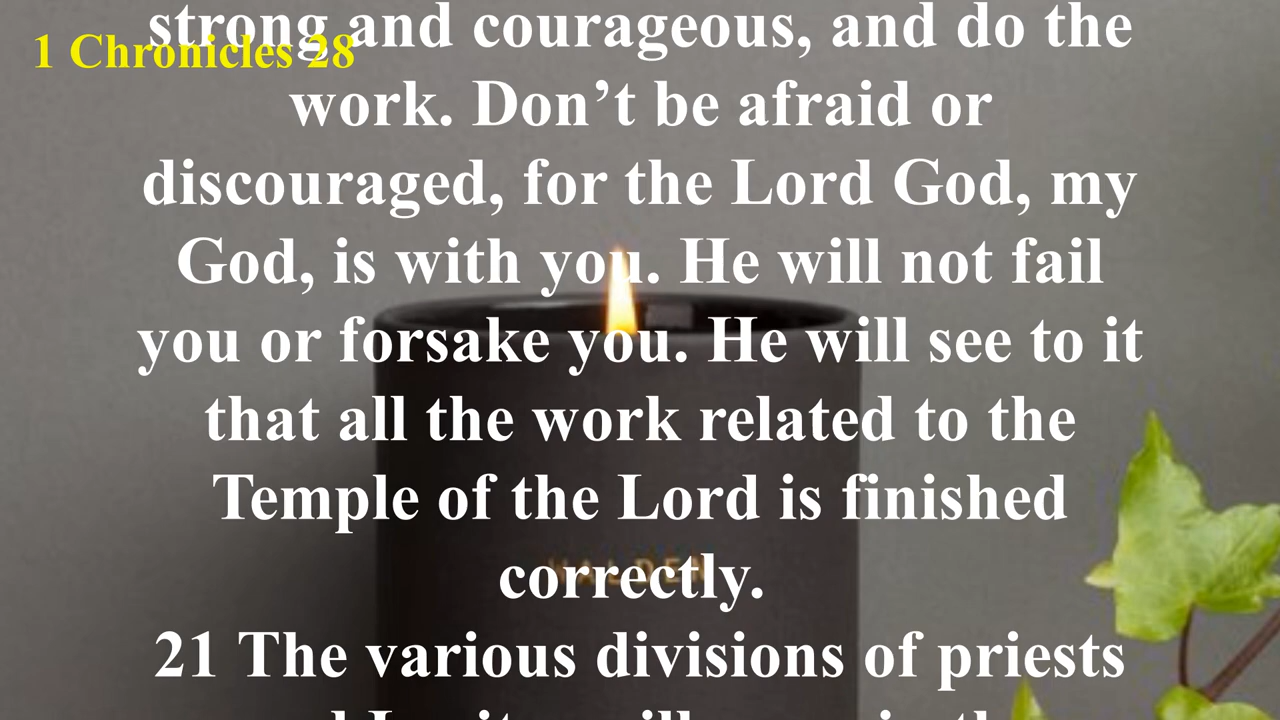 1 Chronicles 28
strong and courageous, and do the
work. Don’t be afraid or
discouraged, for the Lord God, my
God, is with you. He will not fail
you or forsake you. He will see to it
that all the work related to the
Temple of the Lord is finished
correctly.
21 The various divisions of priests